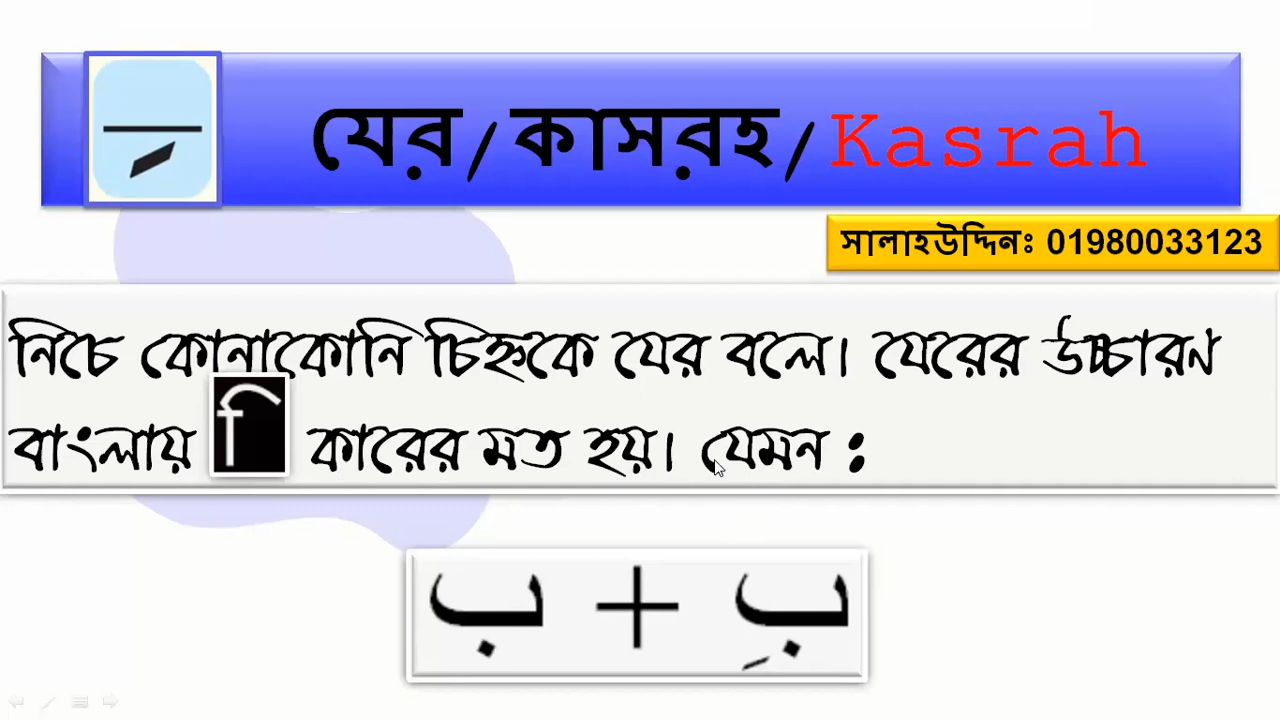 যের/কাসরহ/Kasrah
সালাহউদ্দিনঃ 01980033123
নিচে কোনাকোনি চিহ্নকে যের বলে। যেরের উচ্চারণ
বাংলায় ি কারের মত হয়। যেমন :
ب + بِ